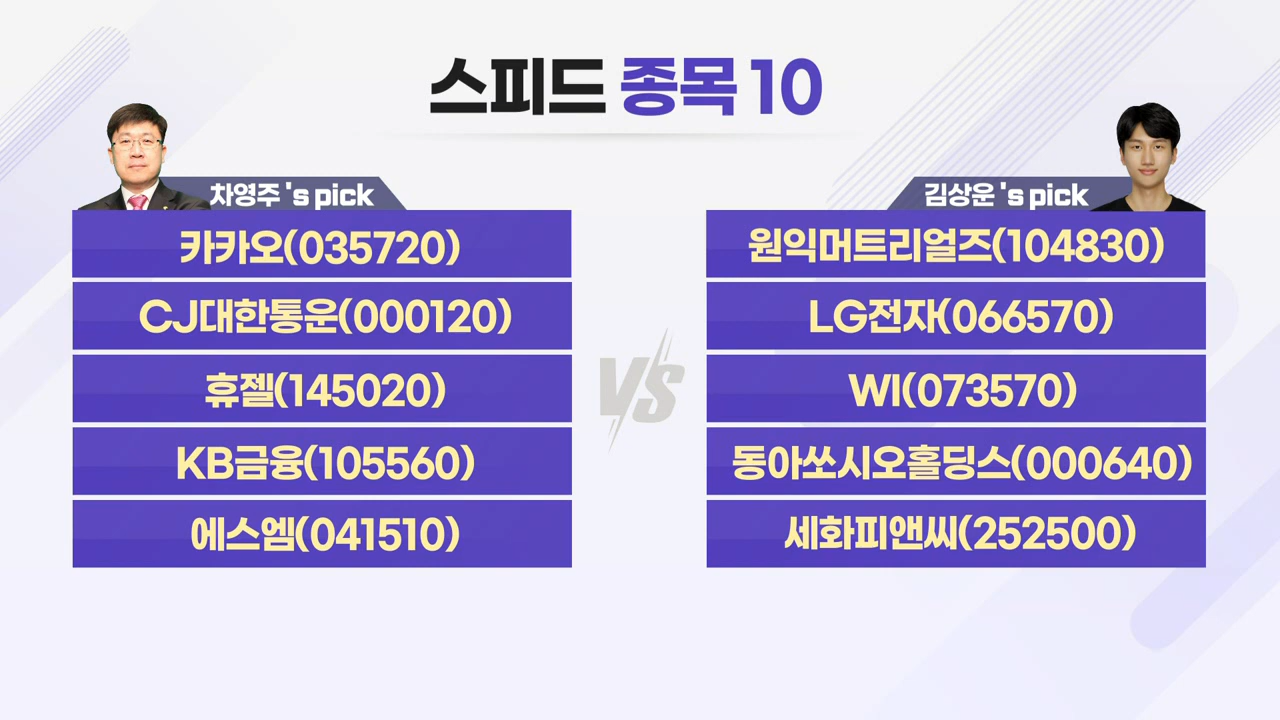 스피드 종목 10
차영주 's pick
카카오(035720)
CJ대한통운(000120)
휴젤(145020)
KB금융(105560)
에스엠(041510)
VS
김상운 's pick
원익머트리얼즈(104830)
LG전자(066570)
WI(073570)
동아쏘시오홀딩스(000640)
세화피앤씨(252500)